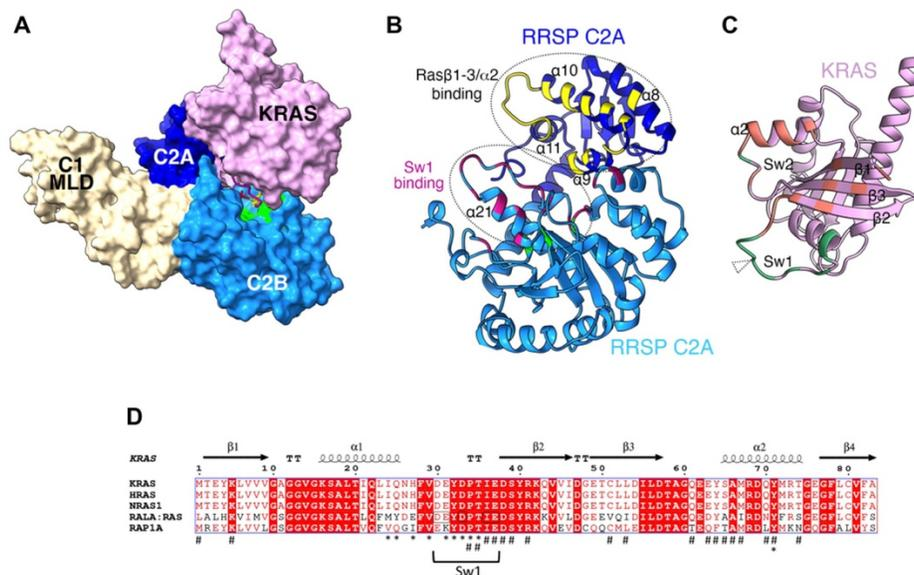 A
C1
MLD
C2A
KRAS
C2B
B
RRSP C2A
Rasβ1-3/α2
binding
α10
α8
α11
α9
Sw1
binding
α21
RRSP C2A
C
KRAS
α2
Sw2
β1
β3
β2
Sw1
D
KRAS β1 TT α1 TT β2 TT β3 α2 β4
1 10 20 30 40 50 60 70 80
KRAS MTEYKLVVVGAGGVGKSALTIQLIQNHFVDEYDPTIEDSYRKQVVIDGETCLLDILDTAGQEEYSAMRDQYMRTGEGFLCVFA
HRAS
NRAS1
RALA:RAS LALHKVIMVGSGGVGKSALTLQFMYDEFVDEYDPTIEDSYRKKVVLDGEEVQIDILDTAGQEDYAAIRDNYFRSGEGFLCVFS
RAP1A MREYKLVVLGSGGVGKSALTVQFVQGIFVEKYDPTIEDSYRKQVEVDCQQCMLEILDTAGTEQFTAMRDLYMKNGQGFALVYS
Sw1